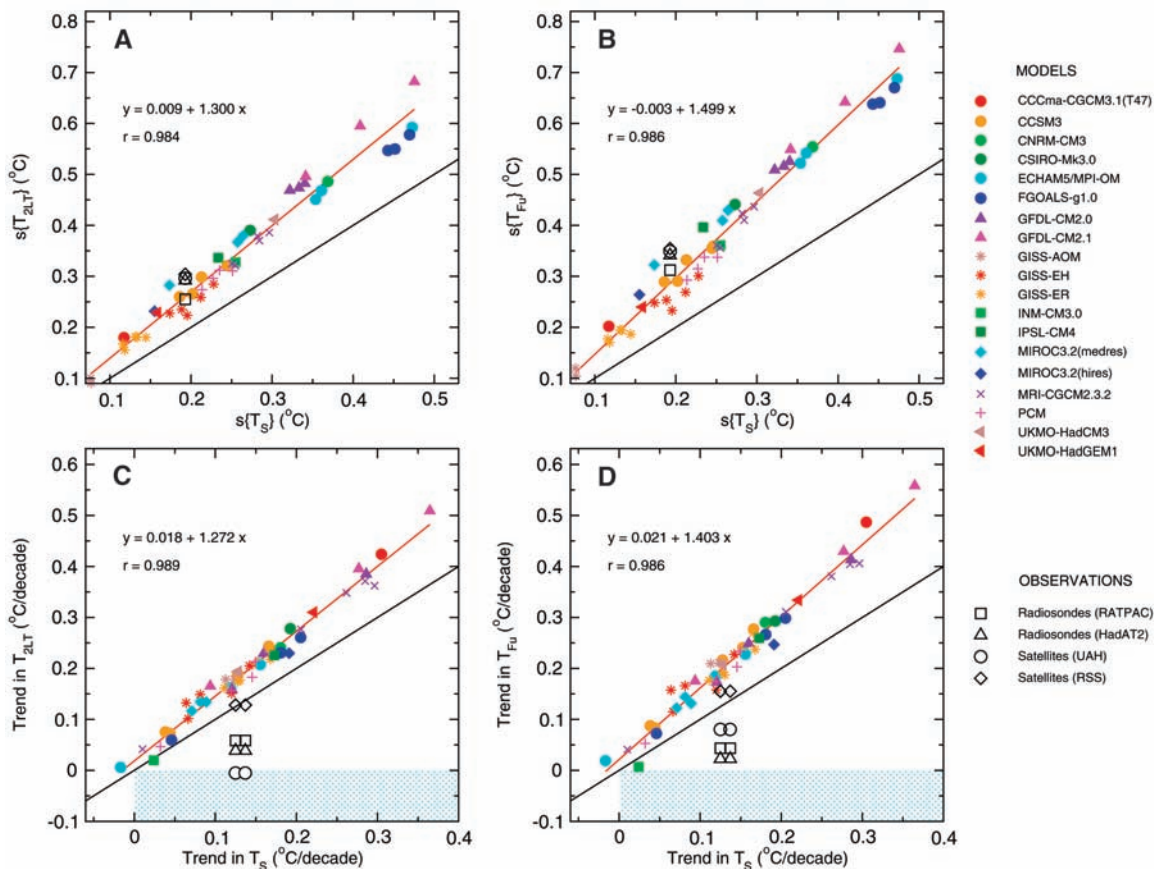 A
y = 0.009 + 1.300 x
r = 0.984
s{T2LT} (°C)
0.8
0.7
0.6
0.5
0.4
0.3
0.2
0.1
0.1 0.2 0.3 0.4 0.5
s{TS} (°C)
B
y = -0.003 + 1.499 x
r = 0.986
s{TFu} (°C)
0.8
0.7
0.6
0.5
0.4
0.3
0.2
0.1
0.1 0.2 0.3 0.4 0.5
s{TS} (°C)
MODELS
CCCma-CGCM3.1(T47)
CCSM3
CNRM-CM3
CSIRO-Mk3.0
ECHAM5/MPI-OM
FGOALS-g1.0
GFDL-CM2.0
GFDL-CM2.1
GISS-AOM
GISS-EH
GISS-ER
INM-CM3.0
IPSL-CM4
MIROC3.2(medres)
MIROC3.2(hires)
MRI-CGCM2.3.2
PCM
UKMO-HadCM3
UKMO-HadGEM1
C
y = 0.018 + 1.272 x
r = 0.989
Trend in T2LT (°C/decade)
0.6
0.5
0.4
0.3
0.2
0.1
0
-0.1
0 0.1 0.2 0.3 0.4
Trend in TS (°C/decade)
D
y = 0.021 + 1.403 x
r = 0.986
Trend in TFu (°C/decade)
0.6
0.5
0.4
0.3
0.2
0.1
0
-0.1
0 0.1 0.2 0.3 0.4
Trend in TS (°C/decade)
OBSERVATIONS
Radiosondes (RATPAC)
Radiosondes (HadAT2)
Satellites (UAH)
Satellites (RSS)